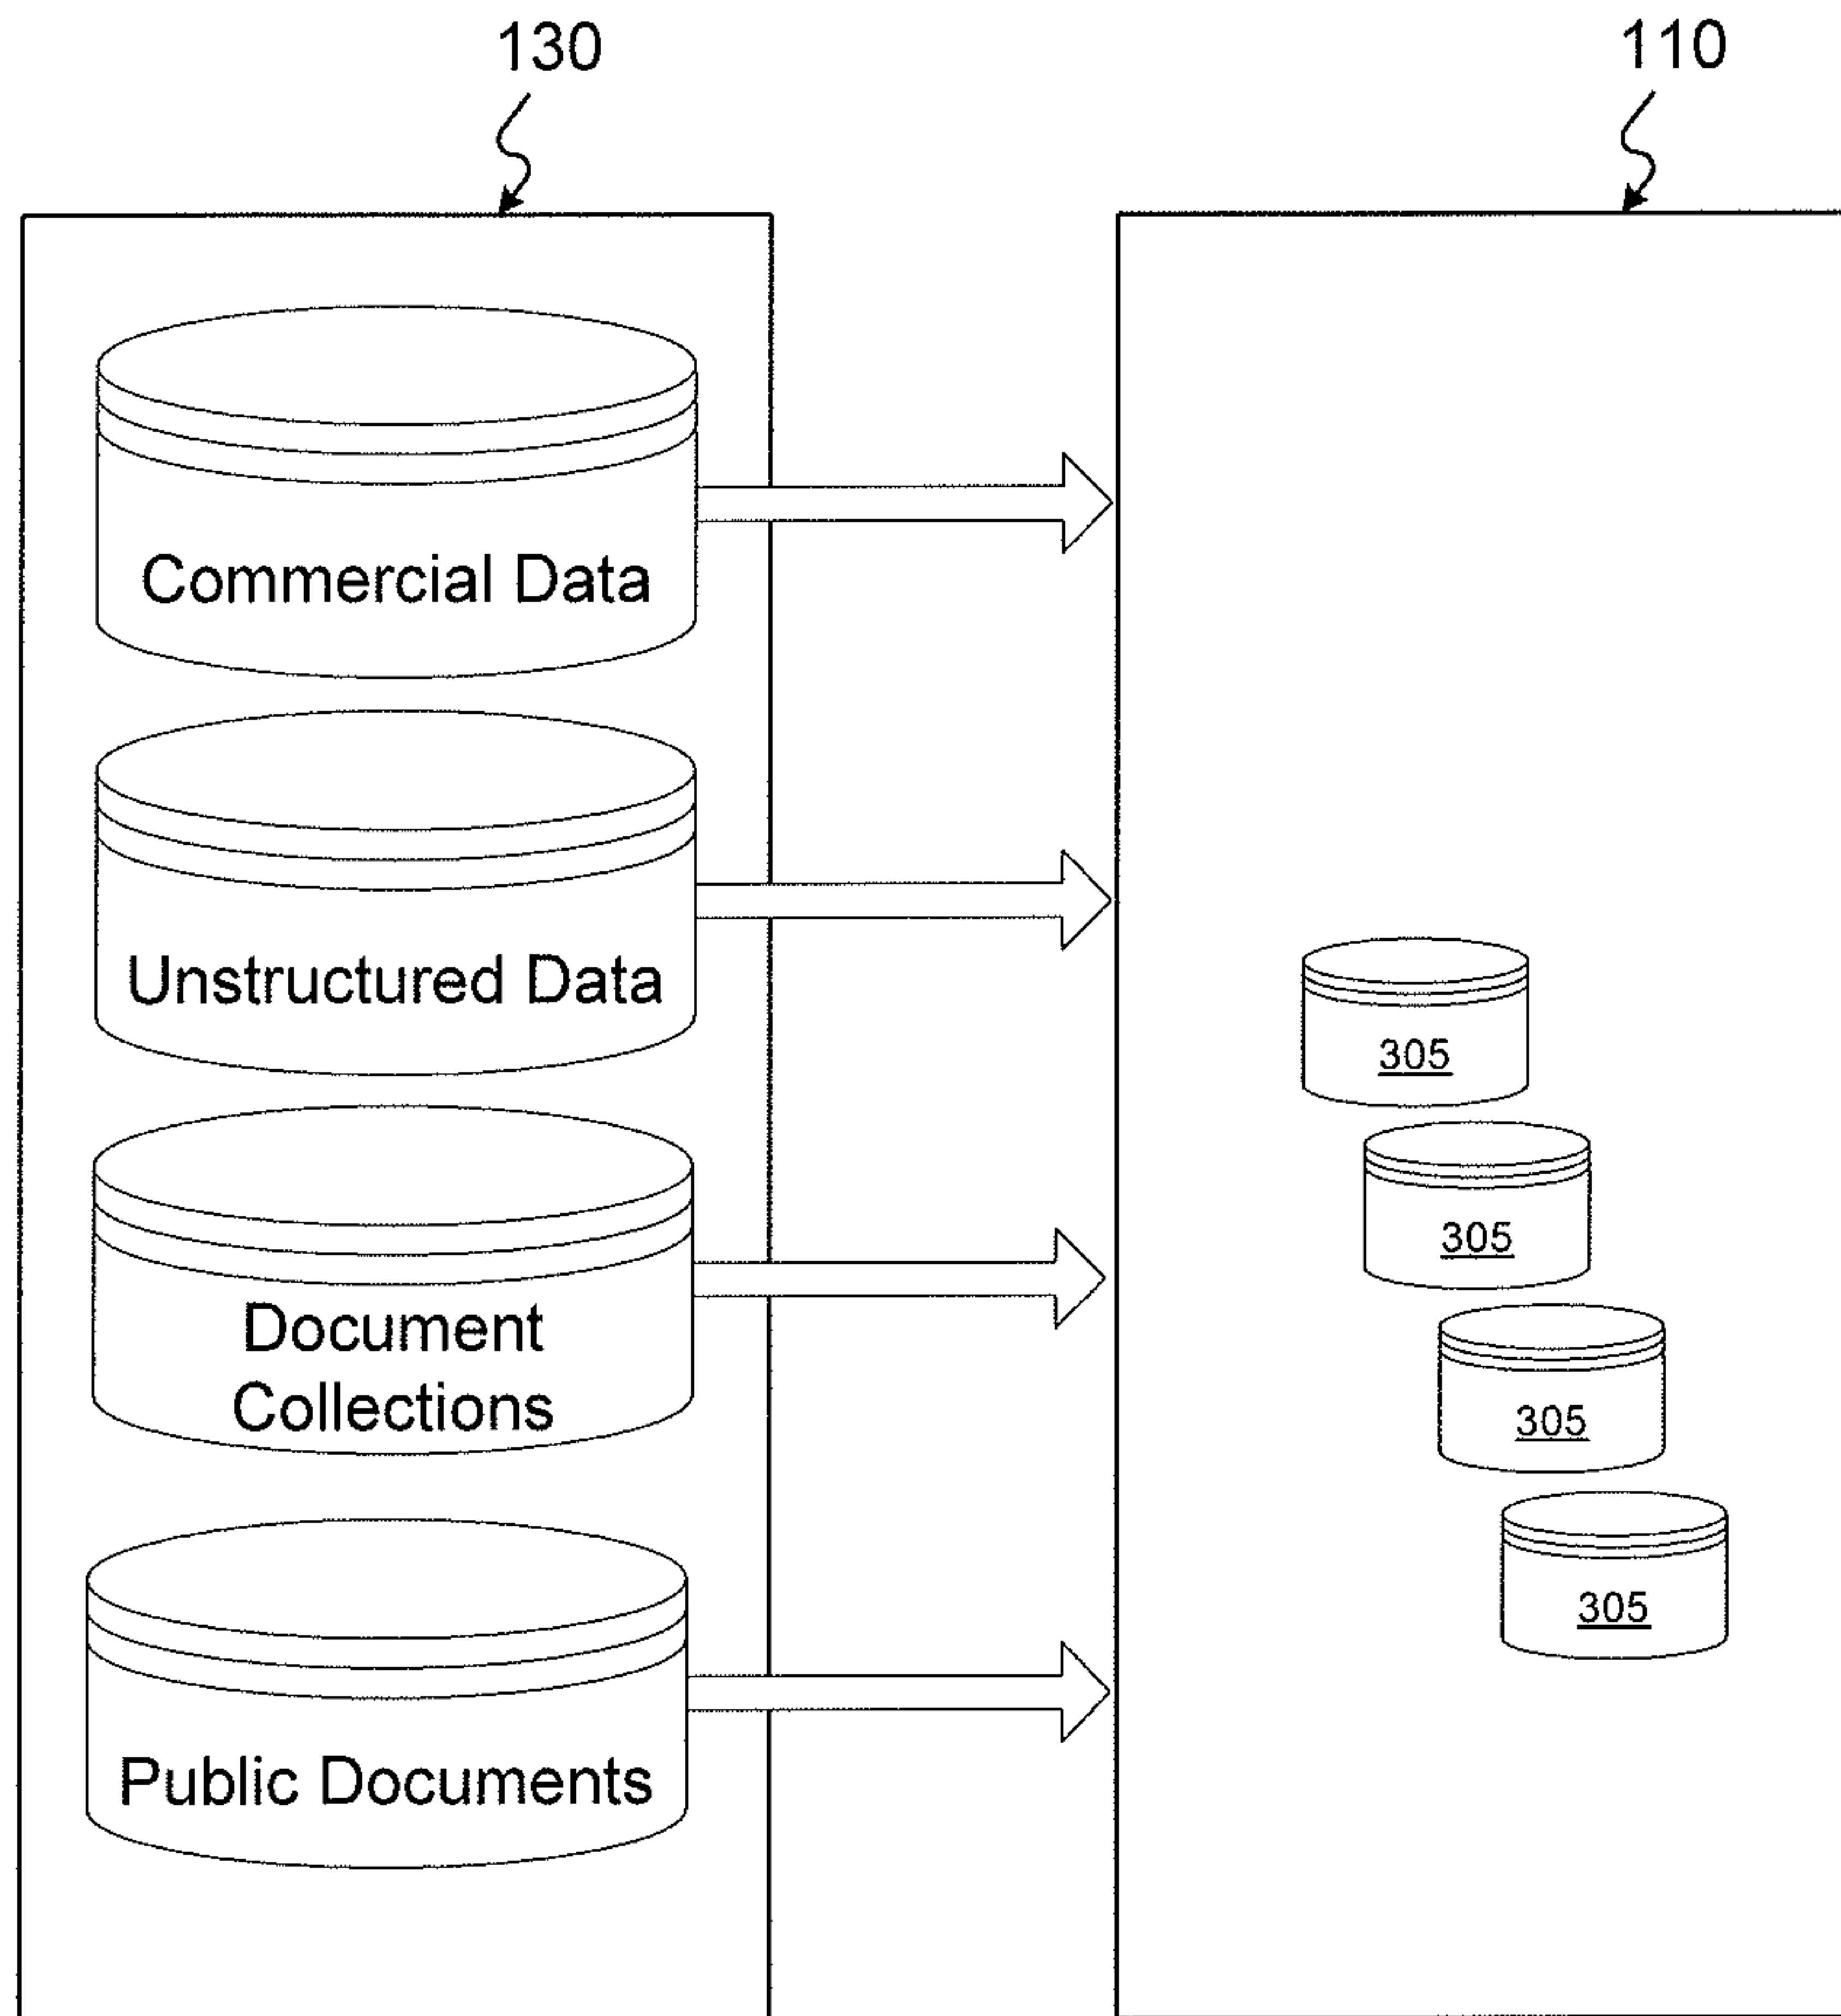 130
110
Commercial Data
Unstructured Data
305
305
Document
Collections
305
305
Public Documents